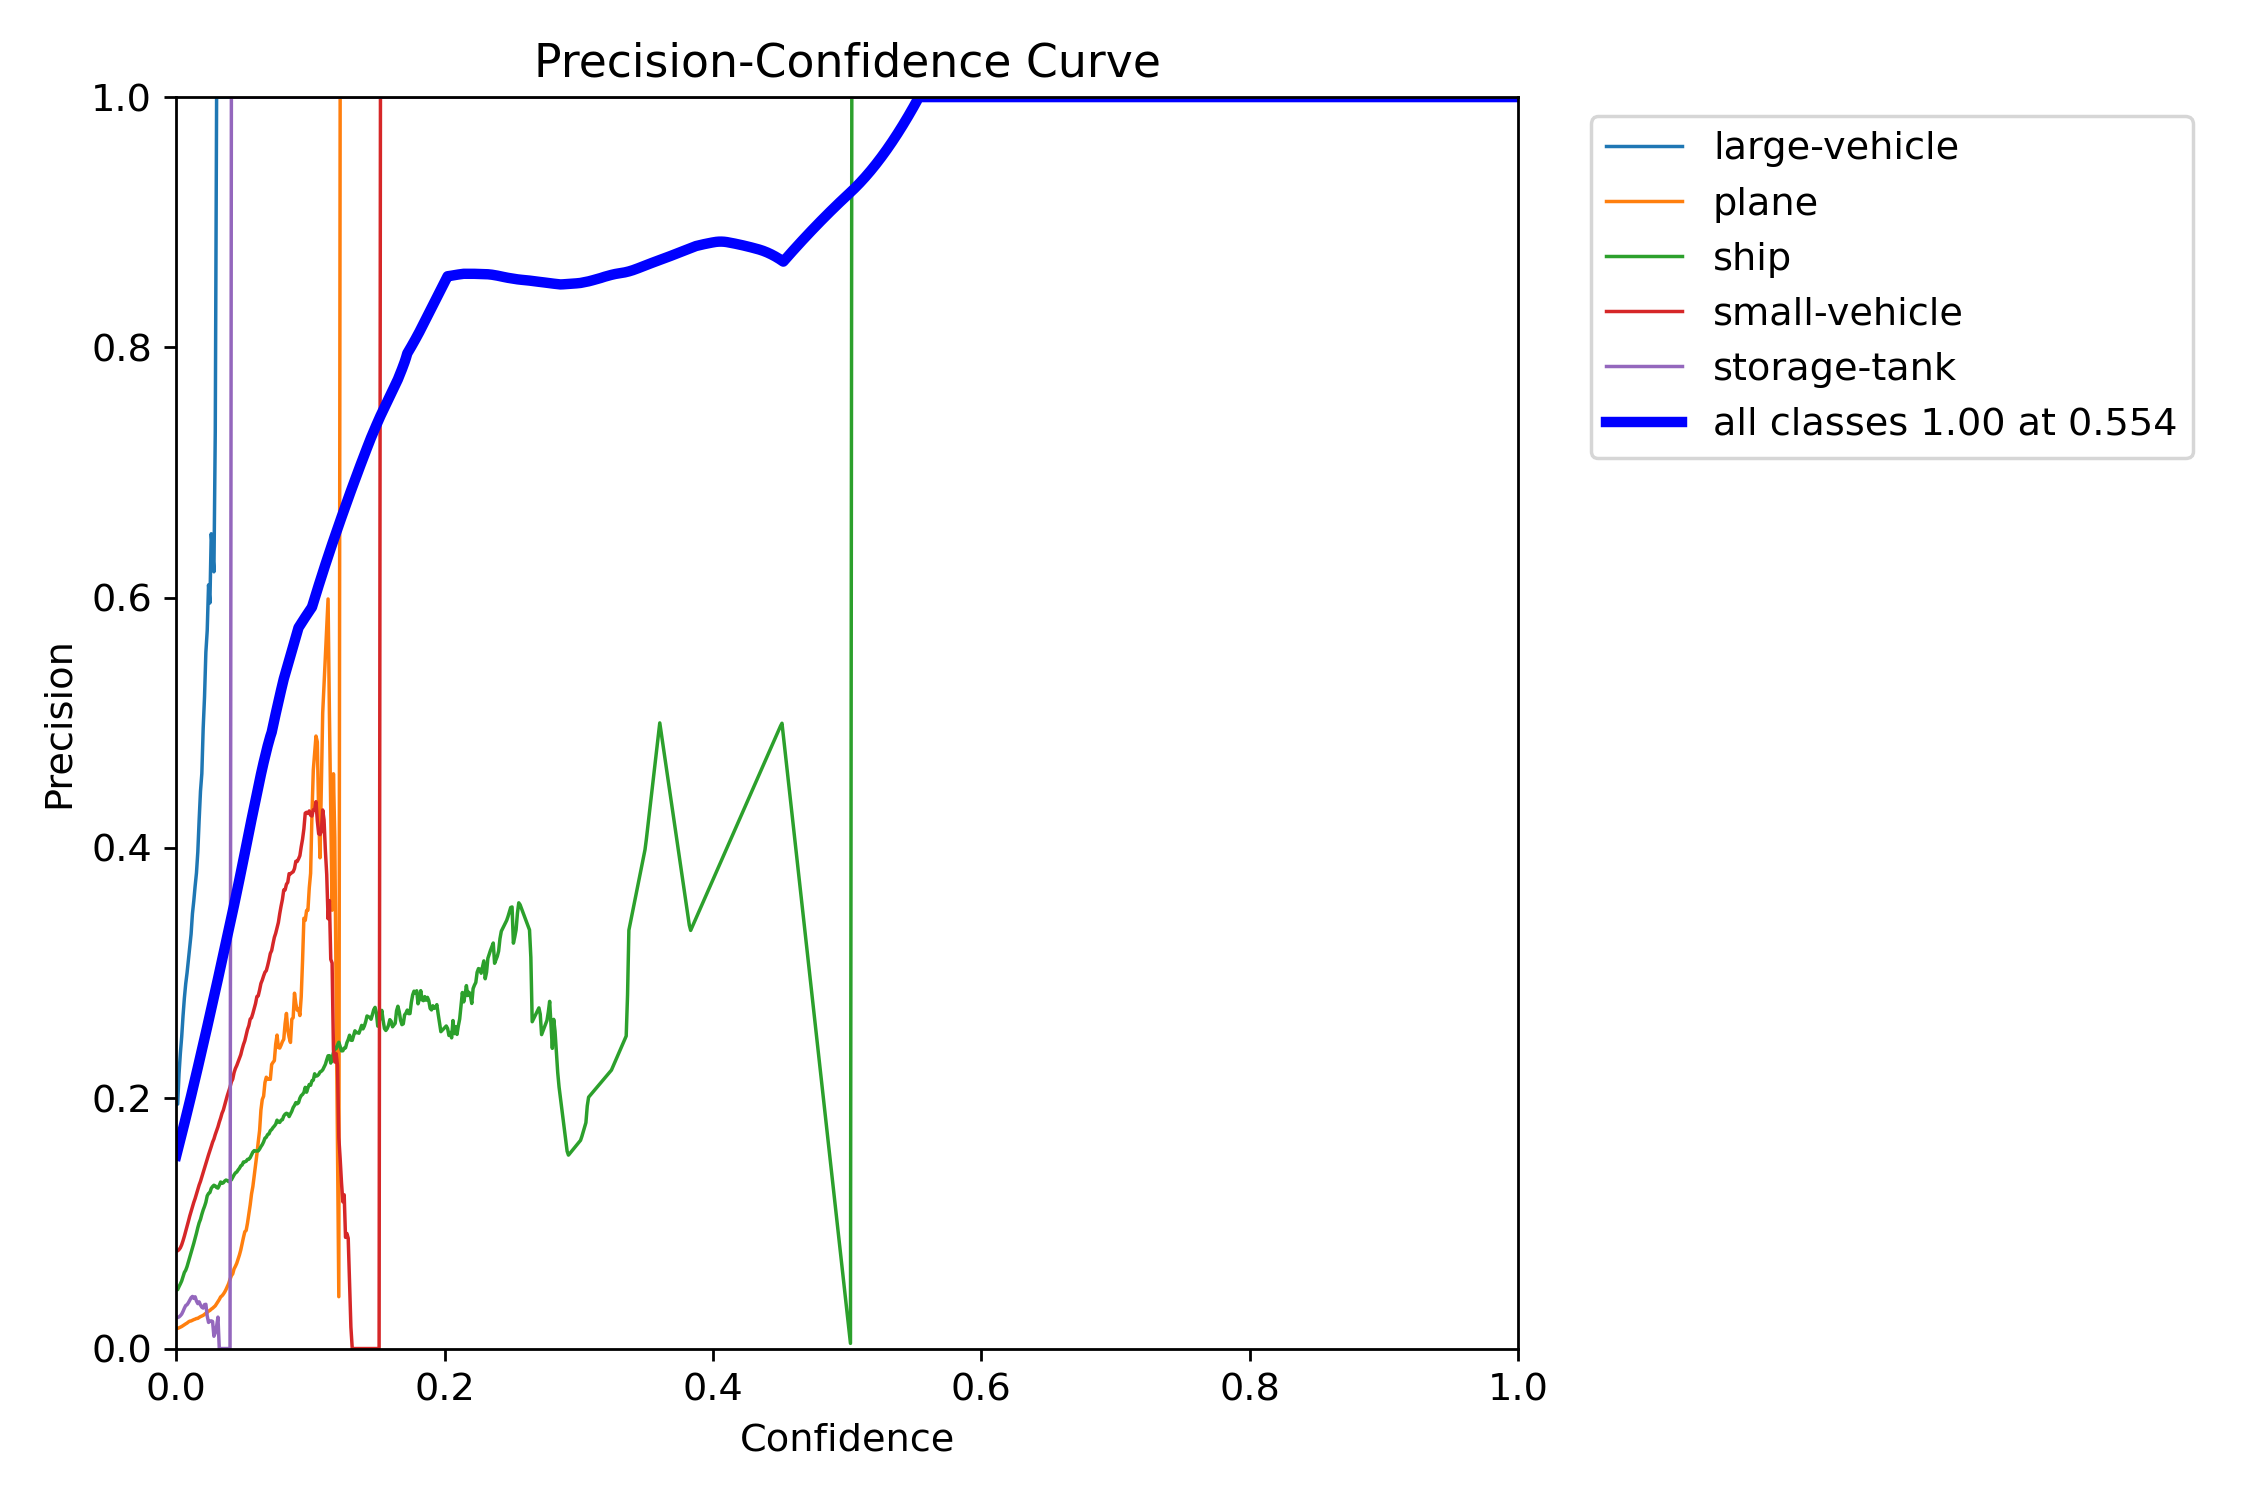 Precision-Confidence Curve
1.0
0.8
0.6
0.4
0.2
0.0
Precision
0.0 0.2 0.4 0.6 0.8 1.0
Confidence
large-vehicle
plane
ship
small-vehicle
storage-tank
all classes 1.00 at 0.554